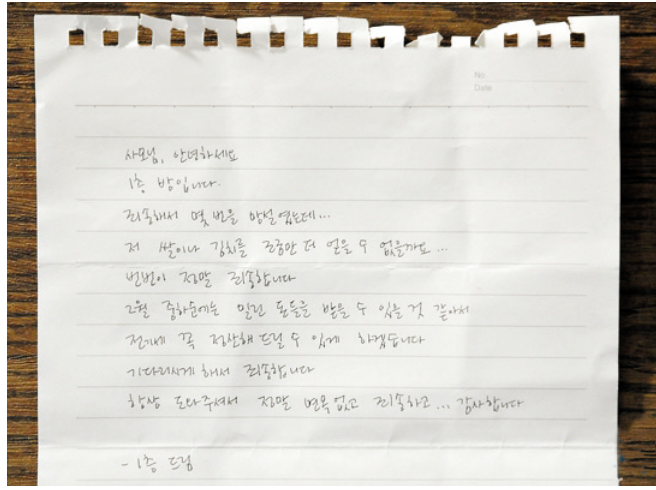 No
Date
사모님, 안녕하세요
1층 방입니다.
죄송해서 몇 번을 망설였는데...
저 쌀이나 김치를 조금만 더 얻을 수 없을까요...
번번이 정말 죄송합니다
2월 중하순에는 밀린 돈들을 받을 수 있을 것 같아서
전기세 꼭 정산해 드릴 수 있게 하겠습니다
기다리시게 해서 죄송합니다
항상 도와주셔서 정말 면목없고 죄송하고... 감사합니다
- 1층 드림